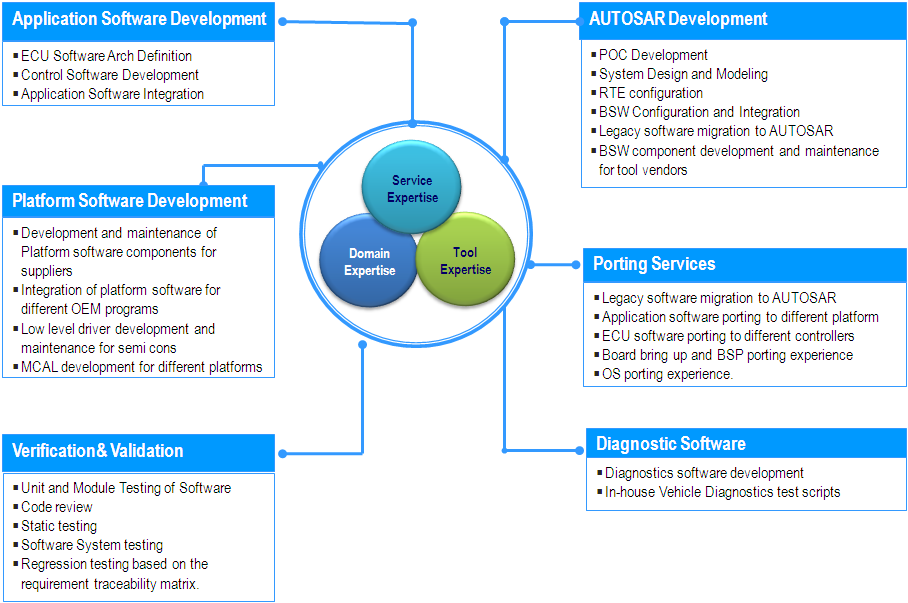 Application Software Development
▪ ECU Software Arch Definition
▪ Control Software Development
▪ Application Software Integration
Platform Software Development
▪ Development and maintenance of
Platform software components for
suppliers
▪ Integration of platform software for
different OEM programs
▪ Low level driver development and
maintenance for semi cons
▪ MCAL development for different platforms
Verification & Validation
▪ Unit and Module Testing of Software
▪ Code review
▪ Static testing
▪ Software System testing
▪ Regression testing based on the
requirement traceability matrix.
Service
Expertise
Domain
Expertise
Tool
Expertise
AUTOSAR Development
▪ POC Development
▪ System Design and Modeling
▪ RTE configuration
▪ BSW Configuration and Integration
▪ Legacy software migration to AUTOSAR
▪ BSW component development and maintenance
for tool vendors
Porting Services
▪ Legacy software migration to AUTOSAR
▪ Application software porting to different platform
▪ ECU software porting to different controllers
▪ Board bring up and BSP porting experience
▪ OS porting experience.
Diagnostic Software
▪ Diagnostics software development
▪ In-house Vehicle Diagnostics test scripts